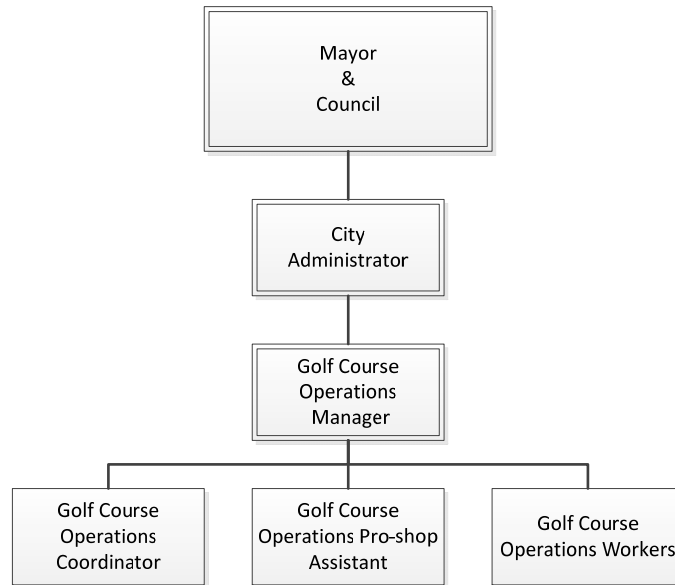 Mayor
&
Council
City
Administrator
Golf Course
Operations
Manager
Golf Course
Operations
Coordinator
Golf Course
Operations Pro-shop
Assistant
Golf Course
Operations Workers